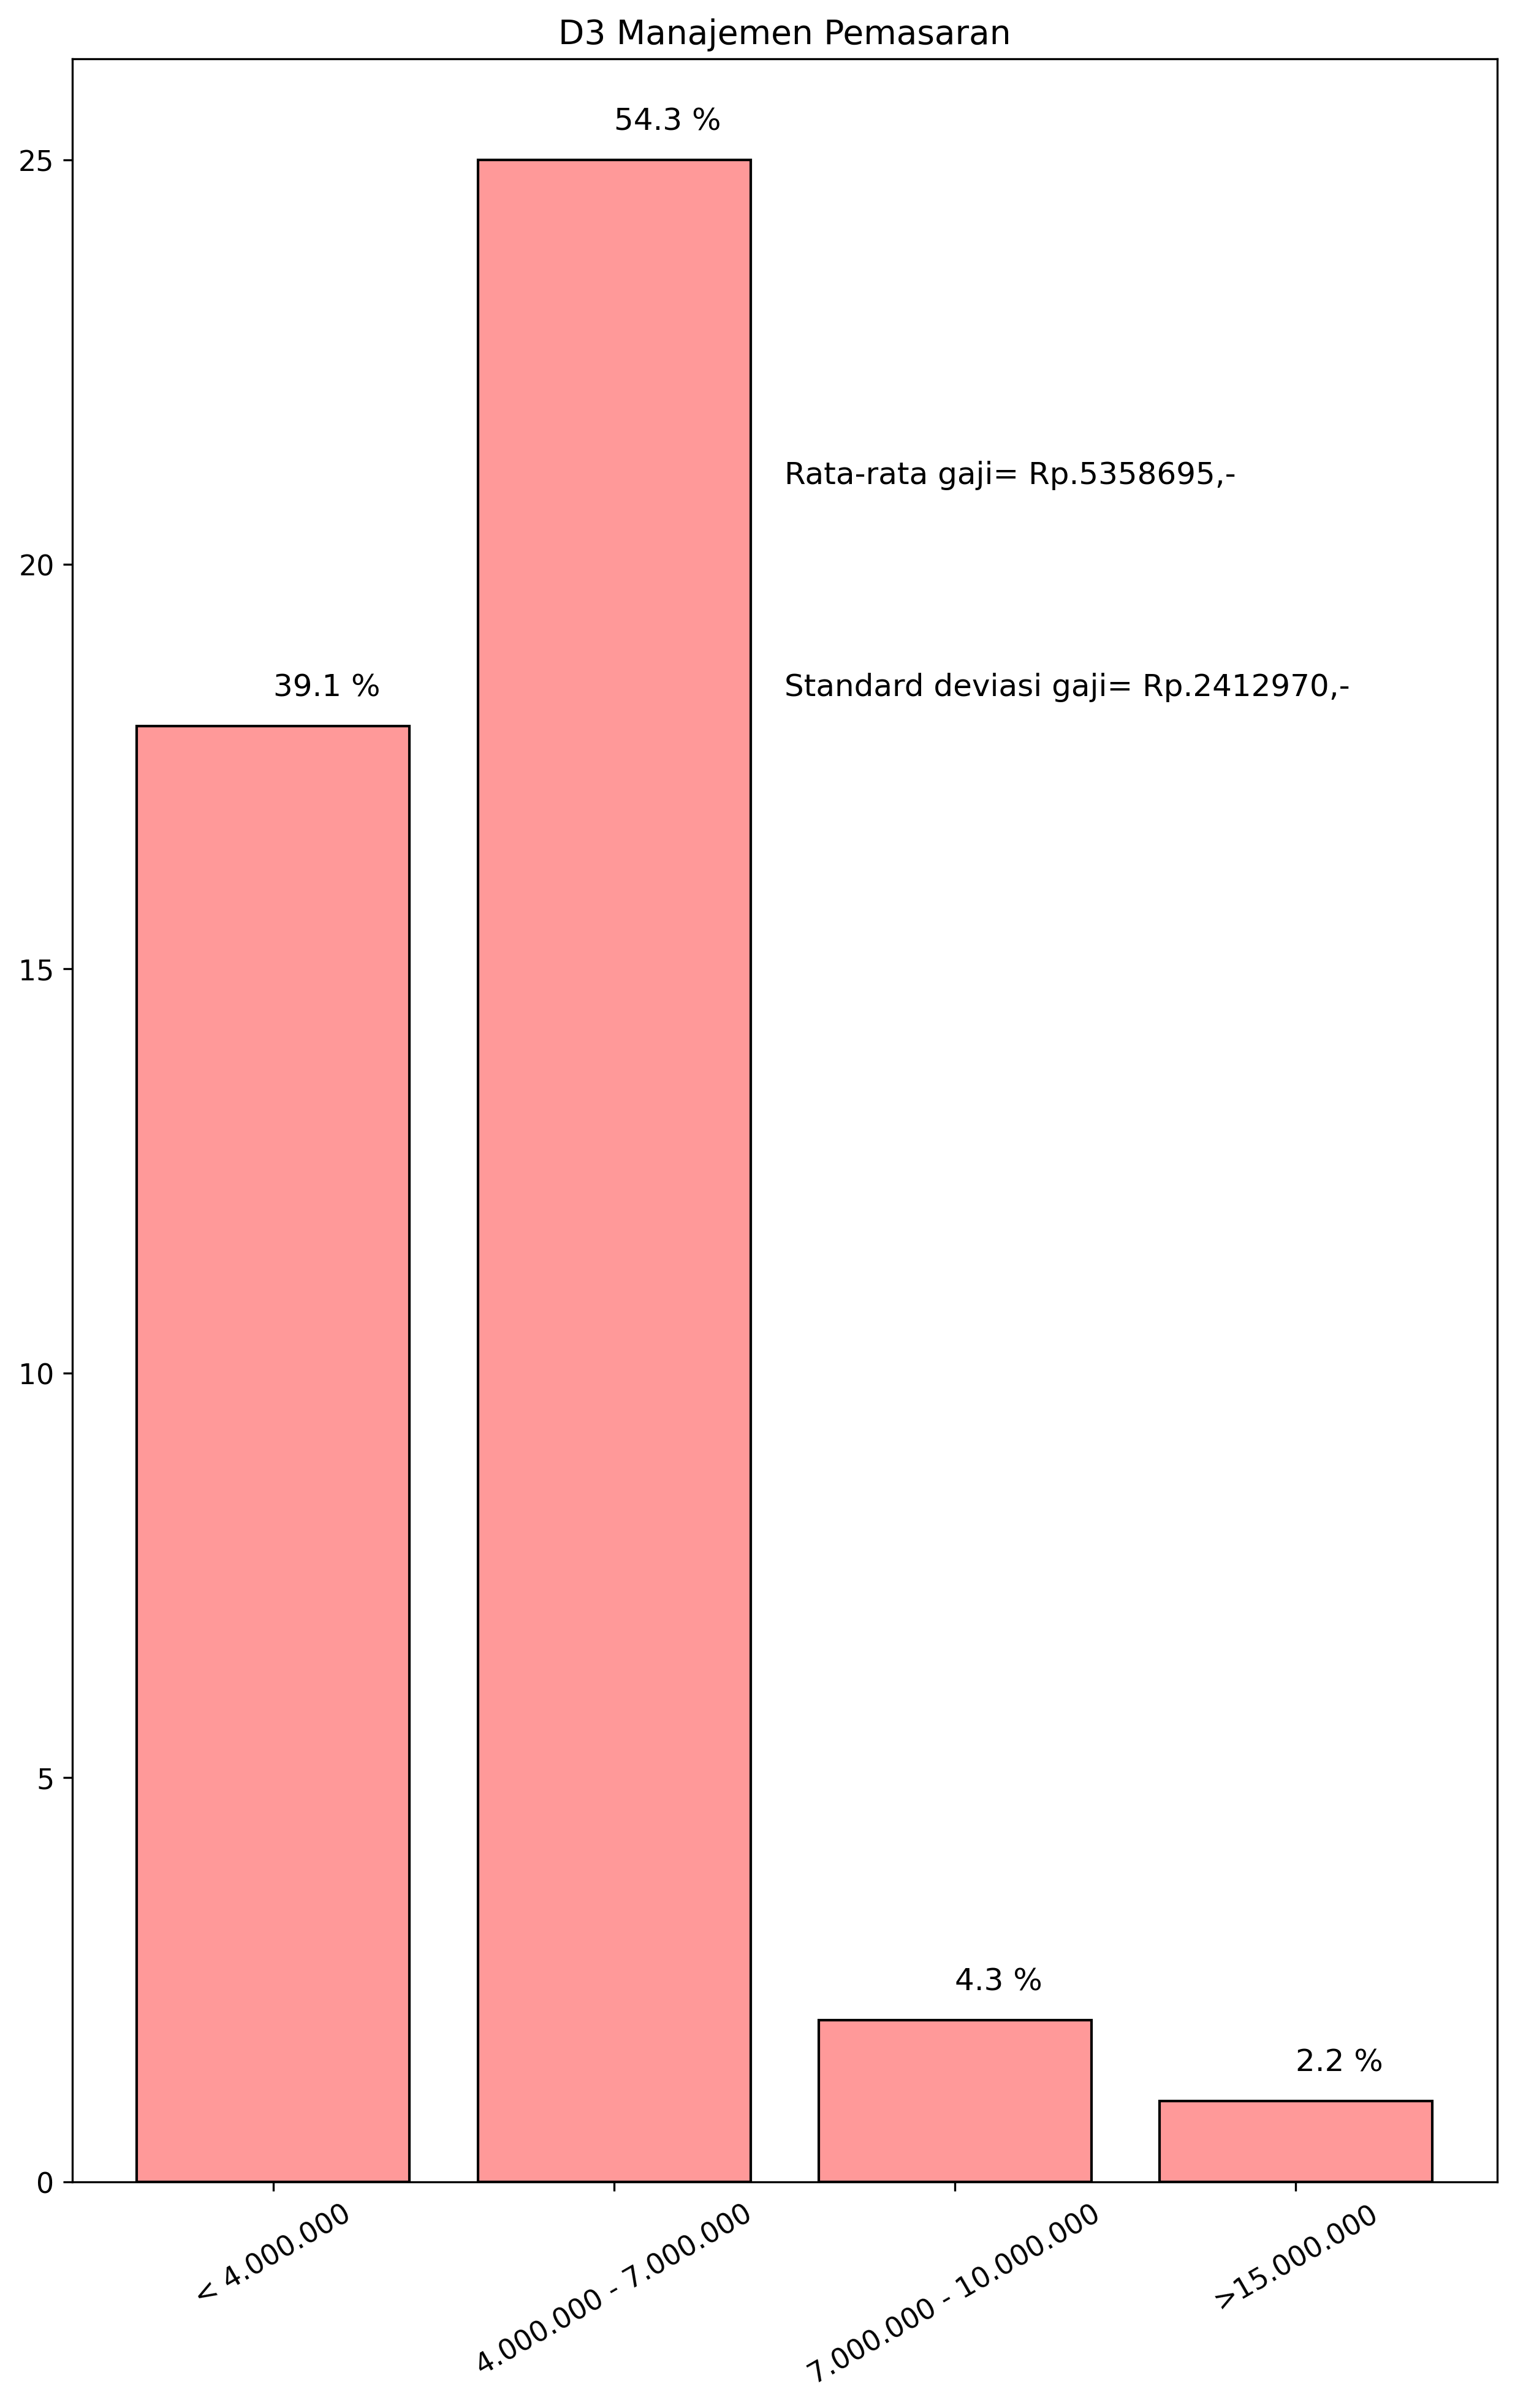 D3 Manajemen Pemasaran
54.3 %
25
Rata-rata gaji= Rp.5358695,-
20
39.1 %
Standard deviasi gaji= Rp.2412970,-
15
10
5
4.3 %
2.2 %
0
< 4.000.000
4.000.000 - 7.000.000
7.000.000 - 10.000.000
>15.000.000